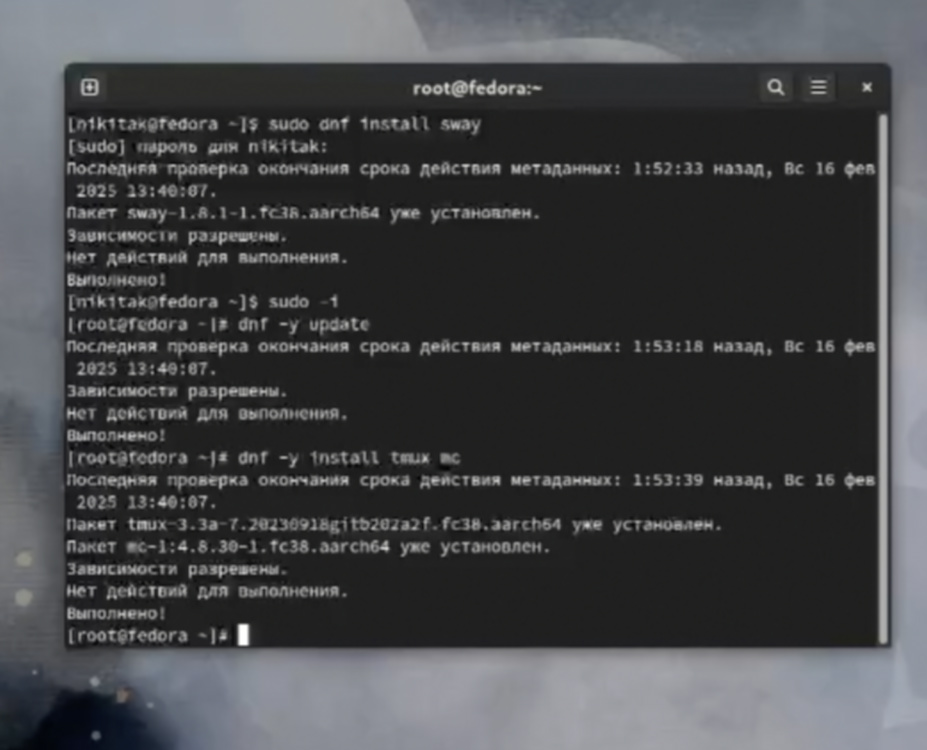 root@fedora:~
[nikitak@fedora ~]$ sudo dnf install sway
[sudo] пароль для nikitak:
Последняя проверка окончания срока действия метаданных: 1:52:33 назад, Вс 16 фев
2025 13:40:07.
Пакет sway-1.8.1-1.fc38.aarch64 уже установлен.
Зависимости разрешены.
Нет действий для выполнения.
Выполнено!
[nikitak@fedora ~]$ sudo -i
[root@fedora ~]# dnf -y update
Последняя проверка окончания срока действия метаданных: 1:53:18 назад, Вс 16 фев
2025 13:40:07.
Зависимости разрешены.
Нет действий для выполнения.
Выполнено!
[root@fedora ~]# dnf -y install tmux mc
Последняя проверка окончания срока действия метаданных: 1:53:39 назад, Вс 16 фев
2025 13:40:07.
Пакет tmux-3.3a-7.20230918gitb202a2f.fc38.aarch64 уже установлен.
Пакет mc-1:4.8.30-1.fc38.aarch64 уже установлен.
Зависимости разрешены.
Нет действий для выполнения.
Выполнено!
[root@fedora ~]#